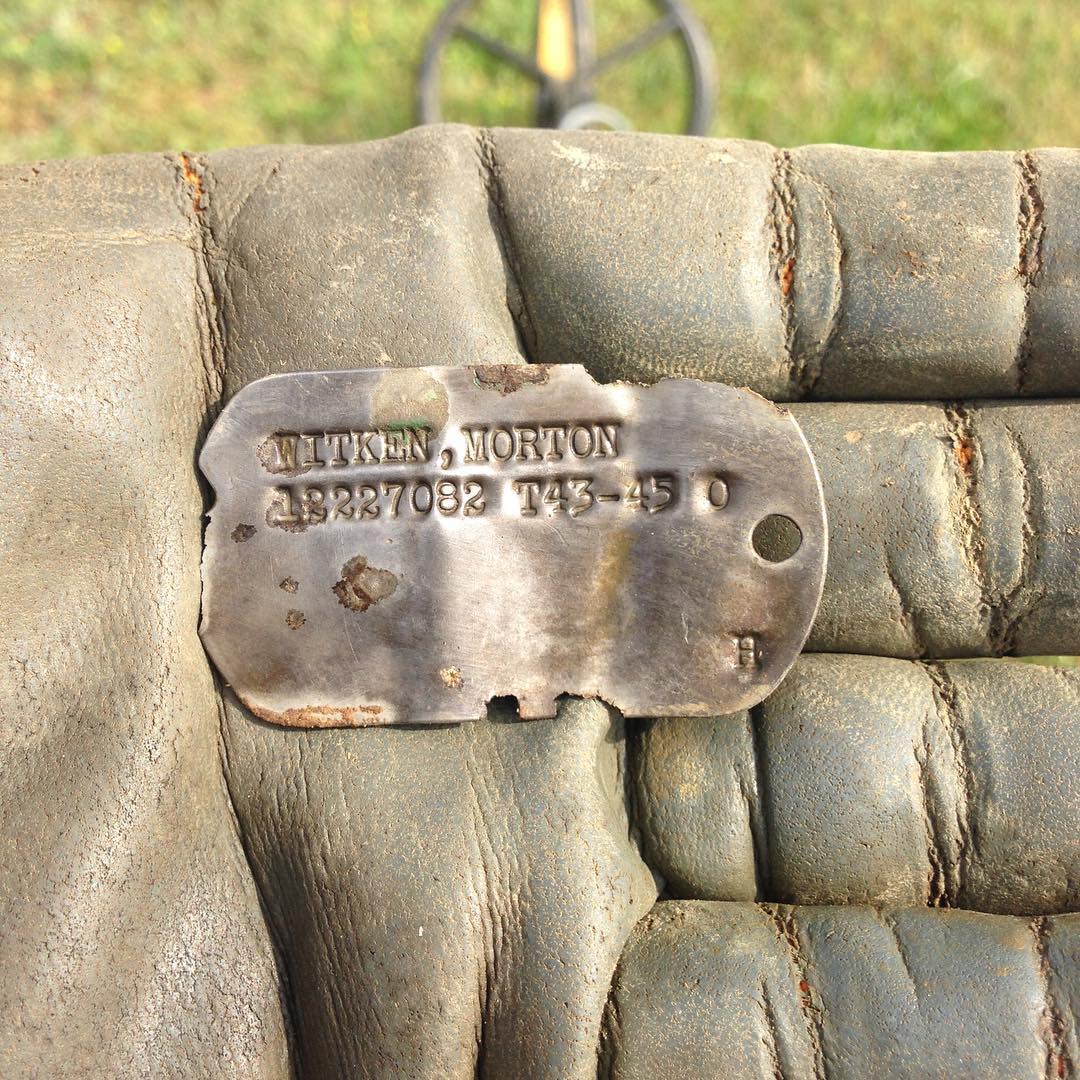 WITKEN, MORTON
12227082 T43-45 O
H